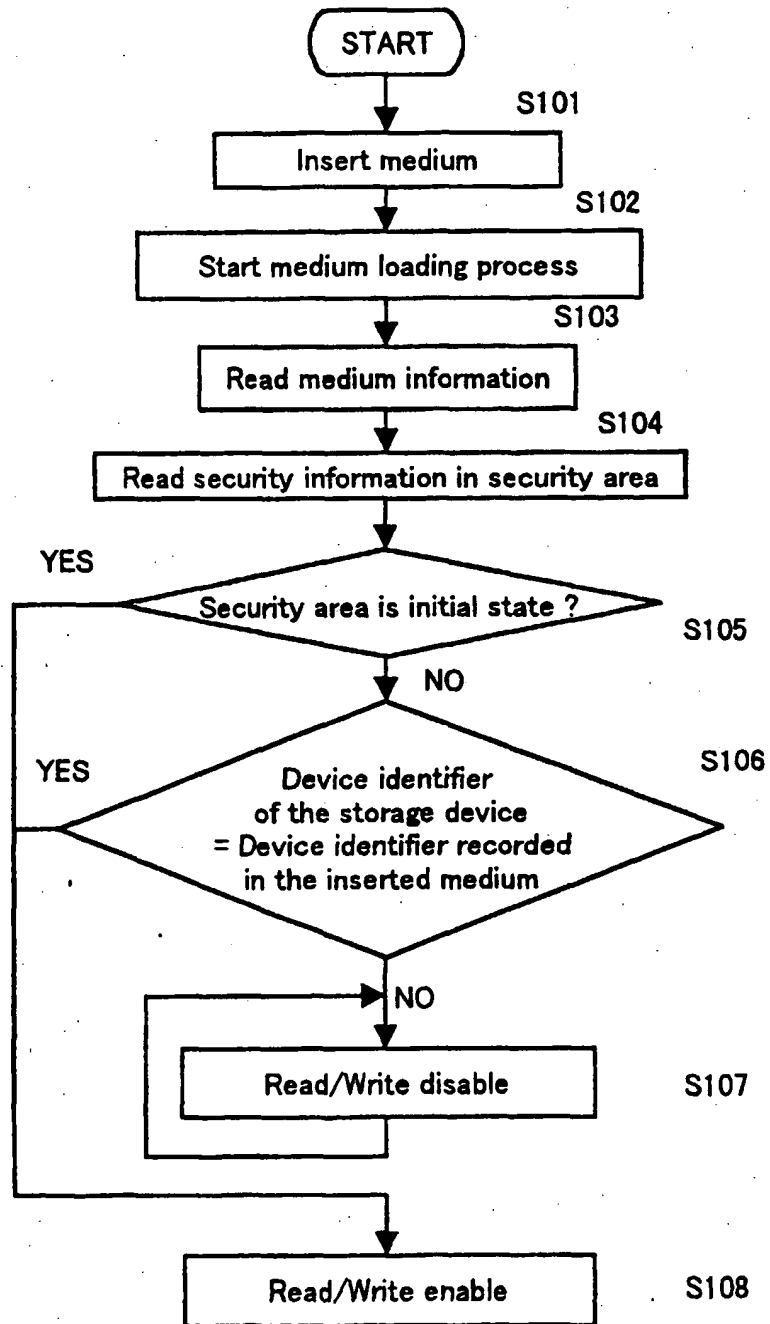 START
S101
Insert medium
S102
Start medium loading process
S103
Read medium information
S104
Read security information in security area
YES
Security area is initial state ?
S105
NO
YES
S106
Device identifier
of the storage device
= Device identifier recorded
in the inserted medium
NO
Read/Write disable
S107
Read/Write enable
S108